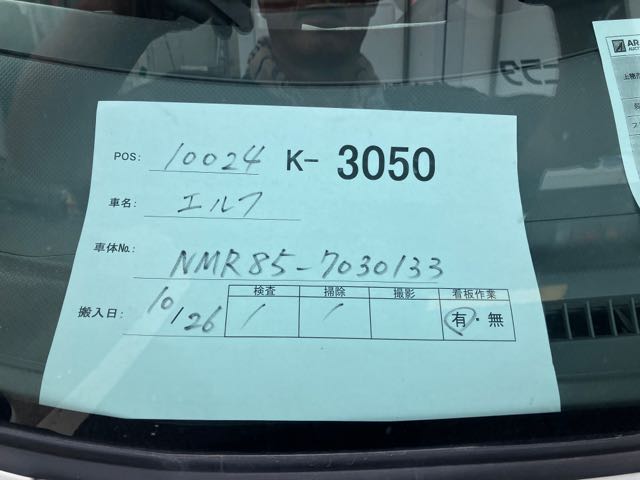 POS: 10024 K- 3050
車名: エルフ
車体No. NMR85-7030133
搬入日: 10/26
検査 掃除 撮影 看板作業
/ / 有・無
AR